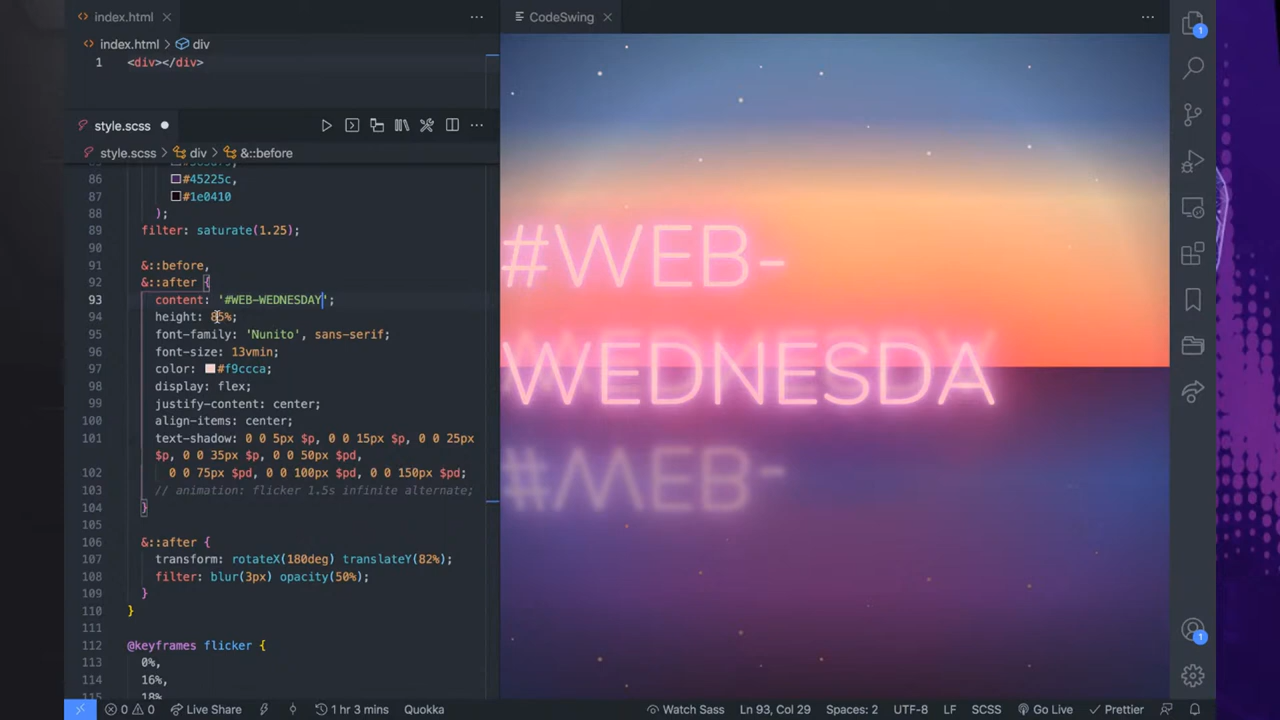 index.html
index.html > div
1 <div></div>
style.scss
style.scss > div > &::before
86 #45225c,
87 #1e0410
88 );
89 filter: saturate(1.25);
90
91 &::before,
92 &::after {
93 content: '#WEB-WEDNESDAY';
94 height: 85%;
95 font-family: 'Nunito', sans-serif;
96 font-size: 13vmin;
97 color: #f9ccca;
98 display: flex;
99 justify-content: center;
100 align-items: center;
101 text-shadow: 0 0 5px $p, 0 0 15px $p, 0 0 25px
$p, 0 0 35px $p, 0 0 50px $pd,
102 0 0 75px $pd, 0 0 100px $pd, 0 0 150px $pd;
103 // animation: flicker 1.5s infinite alternate;
104 }
105
106 &::after {
107 transform: rotateX(180deg) translateY(82%);
108 filter: blur(3px) opacity(50%);
109 }
110 }
111
112 @keyframes flicker {
113 0%,
114 16%,
115 18%
CodeSwing
#WEB-
WEDNESDA
#WEB-
1
1
0 0 Live Share 1 hr 3 mins Quokka Watch Sass Ln 93, Col 29 Spaces: 2 UTF-8 LF SCSS Go Live Prettier